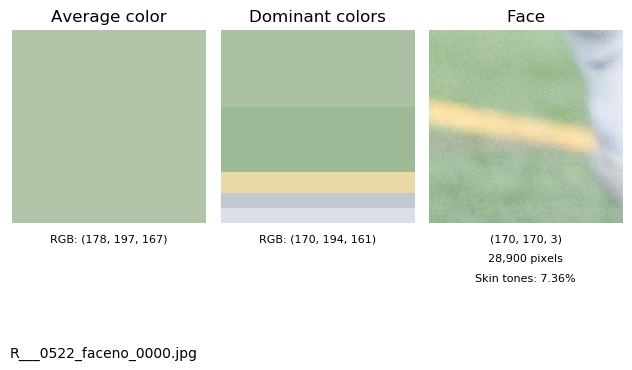 Average color
Dominant colors
Face
RGB: (178, 197, 167)
RGB: (170, 194, 161)
(170, 170, 3)
28,900 pixels
Skin tones: 7.36%
R___0522_faceno_0000.jpg